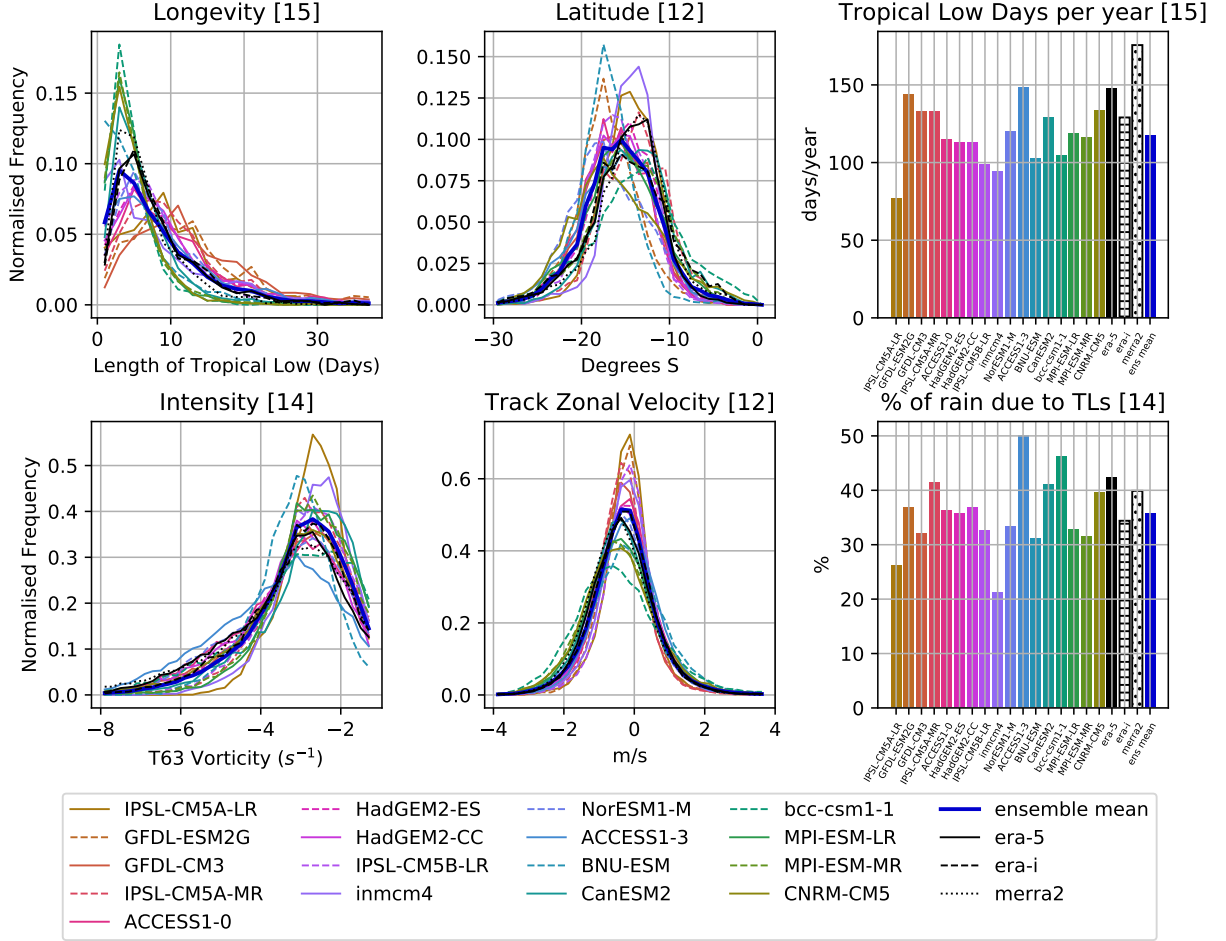 Longevity [15]
Normalised Frequency
0.15
0.10
0.05
0.00
0
10
20
30
Length of Tropical Low (Days)
Latitude [12]
0.150
0.125
0.100
0.075
0.050
0.025
0.000
−30
−20
−10
0
Degrees S
Tropical Low Days per year [15]
days/year
150
100
50
0
IPSL-CM5A-LR
GFDL-ESM2G
GFDL-CM3
IPSL-CM5A-MR
ACCESS1-0
HadGEM2-ES
HadGEM2-CC
IPSL-CM5B-LR
inmcm4
NorESM1-M
ACCESS1-3
BNU-ESM
CanESM2
bcc-csm1-1
MPI-ESM-LR
MPI-ESM-MR
CNRM-CM5
era-5
era-i
merra2
ens mean
Intensity [14]
Normalised Frequency
0.5
0.4
0.3
0.2
0.1
0.0
−8
−6
−4
−2
T63 Vorticity (s⁻¹)
Track Zonal Velocity [12]
0.6
0.4
0.2
0.0
−4
−2
0
2
4
m/s
% of rain due to TLs [14]
%
50
40
30
20
10
0
IPSL-CM5A-LR
GFDL-ESM2G
GFDL-CM3
IPSL-CM5A-MR
ACCESS1-0
HadGEM2-ES
HadGEM2-CC
IPSL-CM5B-LR
inmcm4
NorESM1-M
ACCESS1-3
BNU-ESM
CanESM2
bcc-csm1-1
MPI-ESM-LR
MPI-ESM-MR
CNRM-CM5
era-5
era-i
merra2
ens mean
IPSL-CM5A-LR
GFDL-ESM2G
GFDL-CM3
IPSL-CM5A-MR
ACCESS1-0
HadGEM2-ES
HadGEM2-CC
IPSL-CM5B-LR
inmcm4
NorESM1-M
ACCESS1-3
BNU-ESM
CanESM2
bcc-csm1-1
MPI-ESM-LR
MPI-ESM-MR
CNRM-CM5
ensemble mean
era-5
era-i
merra2